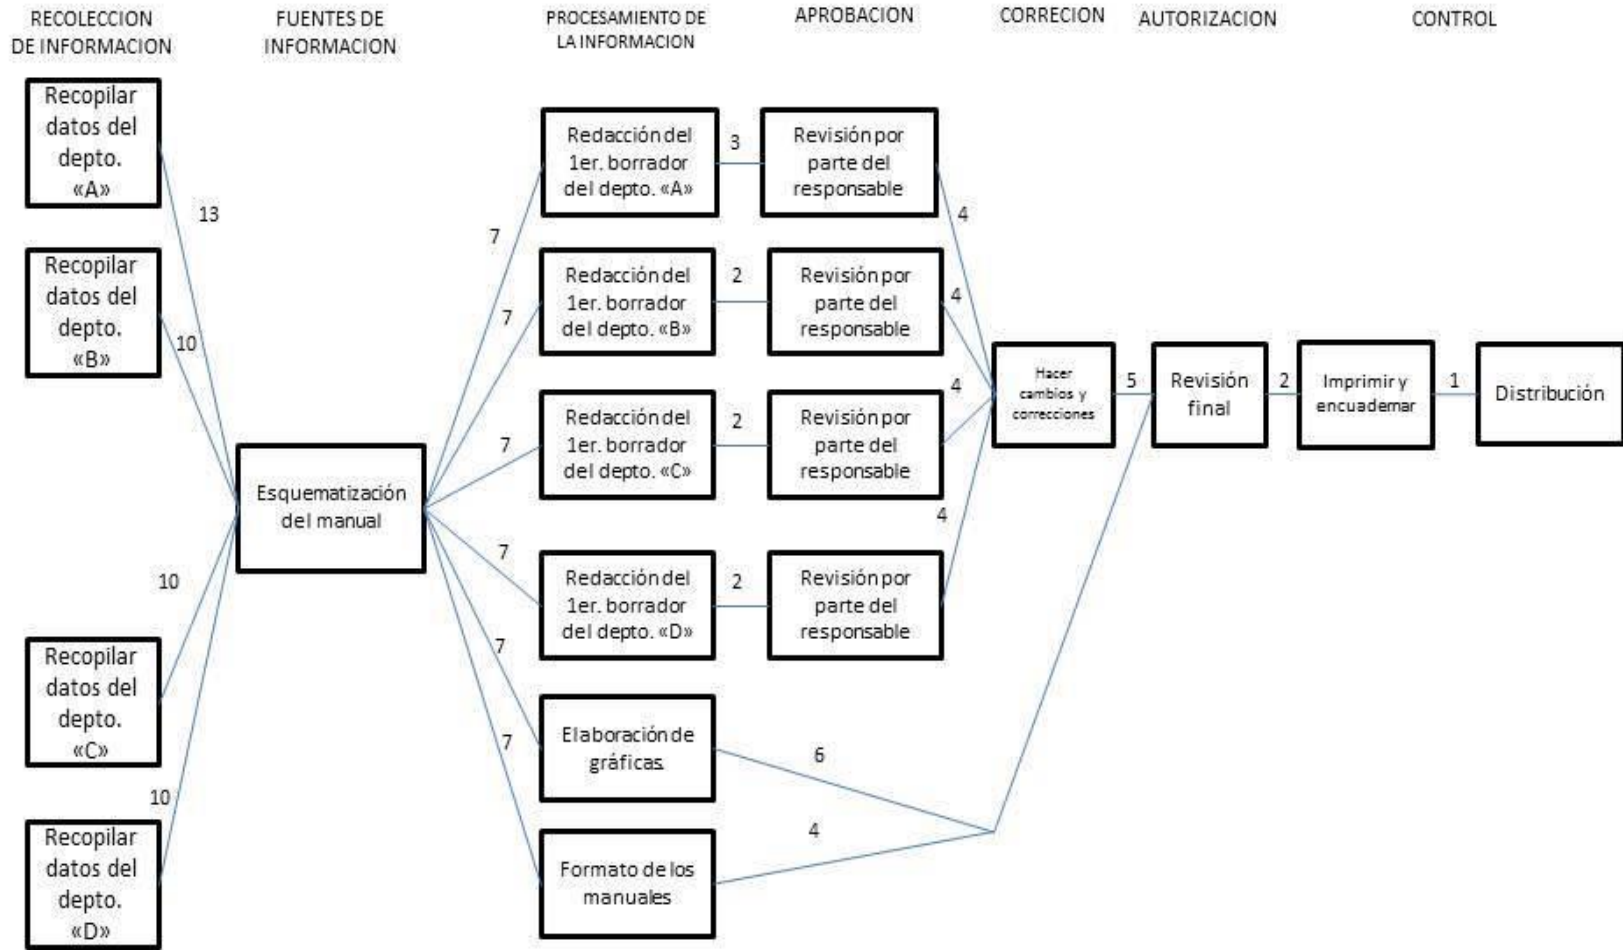 RECOLECCION
DE INFORMACION
FUENTES DE
INFORMACION
PROCESAMIENTO DE
LA INFORMACION
APROBACION
CORRECION
AUTORIZACION
CONTROL
Recopilar
datos del
depto.
«A»
13
Recopilar
datos del
depto.
«B»
10
Recopilar
datos del
depto.
«C»
10
Recopilar
datos del
depto.
«D»
10
Esquematización
del manual
7
7
7
7
7
7
Redacción del
1er. borrador
del depto. «A»
3
Revisión por
parte del
responsable
4
Redacción del
1er. borrador
del depto. «B»
2
Revisión por
parte del
responsable
4
Redacción del
1er. borrador
del depto. «C»
2
Revisión por
parte del
responsable
4
Redacción del
1er. borrador
del depto. «D»
2
Revisión por
parte del
responsable
4
Elaboración de
gráficas.
6
Formato de los
manuales
4
Hacer
cambios y
correcciones
5
Revisión
final
2
Imprimir y
encuadernar
1
Distribución